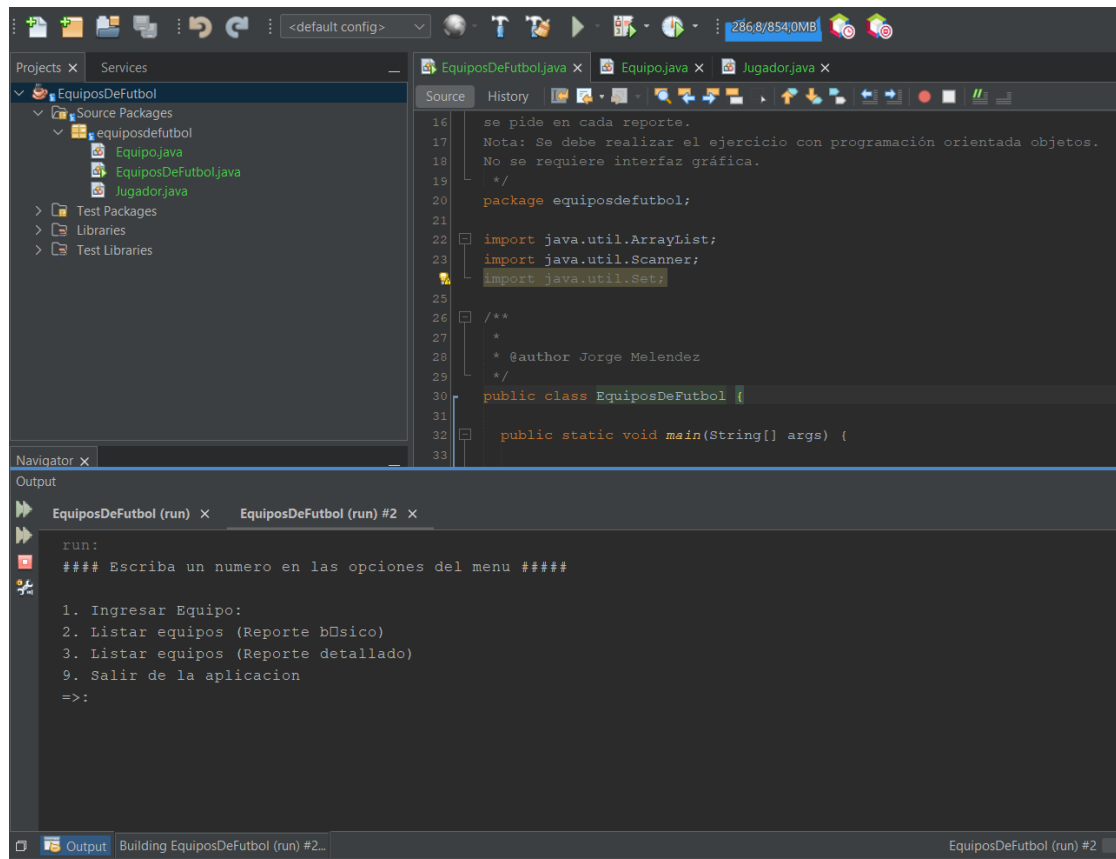 <default config>
286,8/854,0MB
Projects
Services
EquiposDeFutbol
Source Packages
equiposdefutbol
Equipo.java
EquiposDeFutbol.java
Jugador.java
Test Packages
Libraries
Test Libraries
Navigator
EquiposDeFutbol.java
Equipo.java
Jugador.java
Source
History
16 se pide en cada reporte.
17 Nota: Se debe realizar el ejercicio con programación orientada objetos.
18 No se requiere interfaz gráfica.
19 */
20 package equiposdefutbol;
21
22 import java.util.ArrayList;
23 import java.util.Scanner;
import java.util.Set;
25
26 /**
27 *
28 * @author Jorge Melendez
29 */
30 public class EquiposDeFutbol {
31
32 public static void main(String[] args) {
33
Output
EquiposDeFutbol (run)
EquiposDeFutbol (run) #2
run:
#### Escriba un numero en las opciones del menu #####
1. Ingresar Equipo:
2. Listar equipos (Reporte b□sico)
3. Listar equipos (Reporte detallado)
9. Salir de la aplicacion
=>:
Output
Building EquiposDeFutbol (run) #2...
EquiposDeFutbol (run) #2